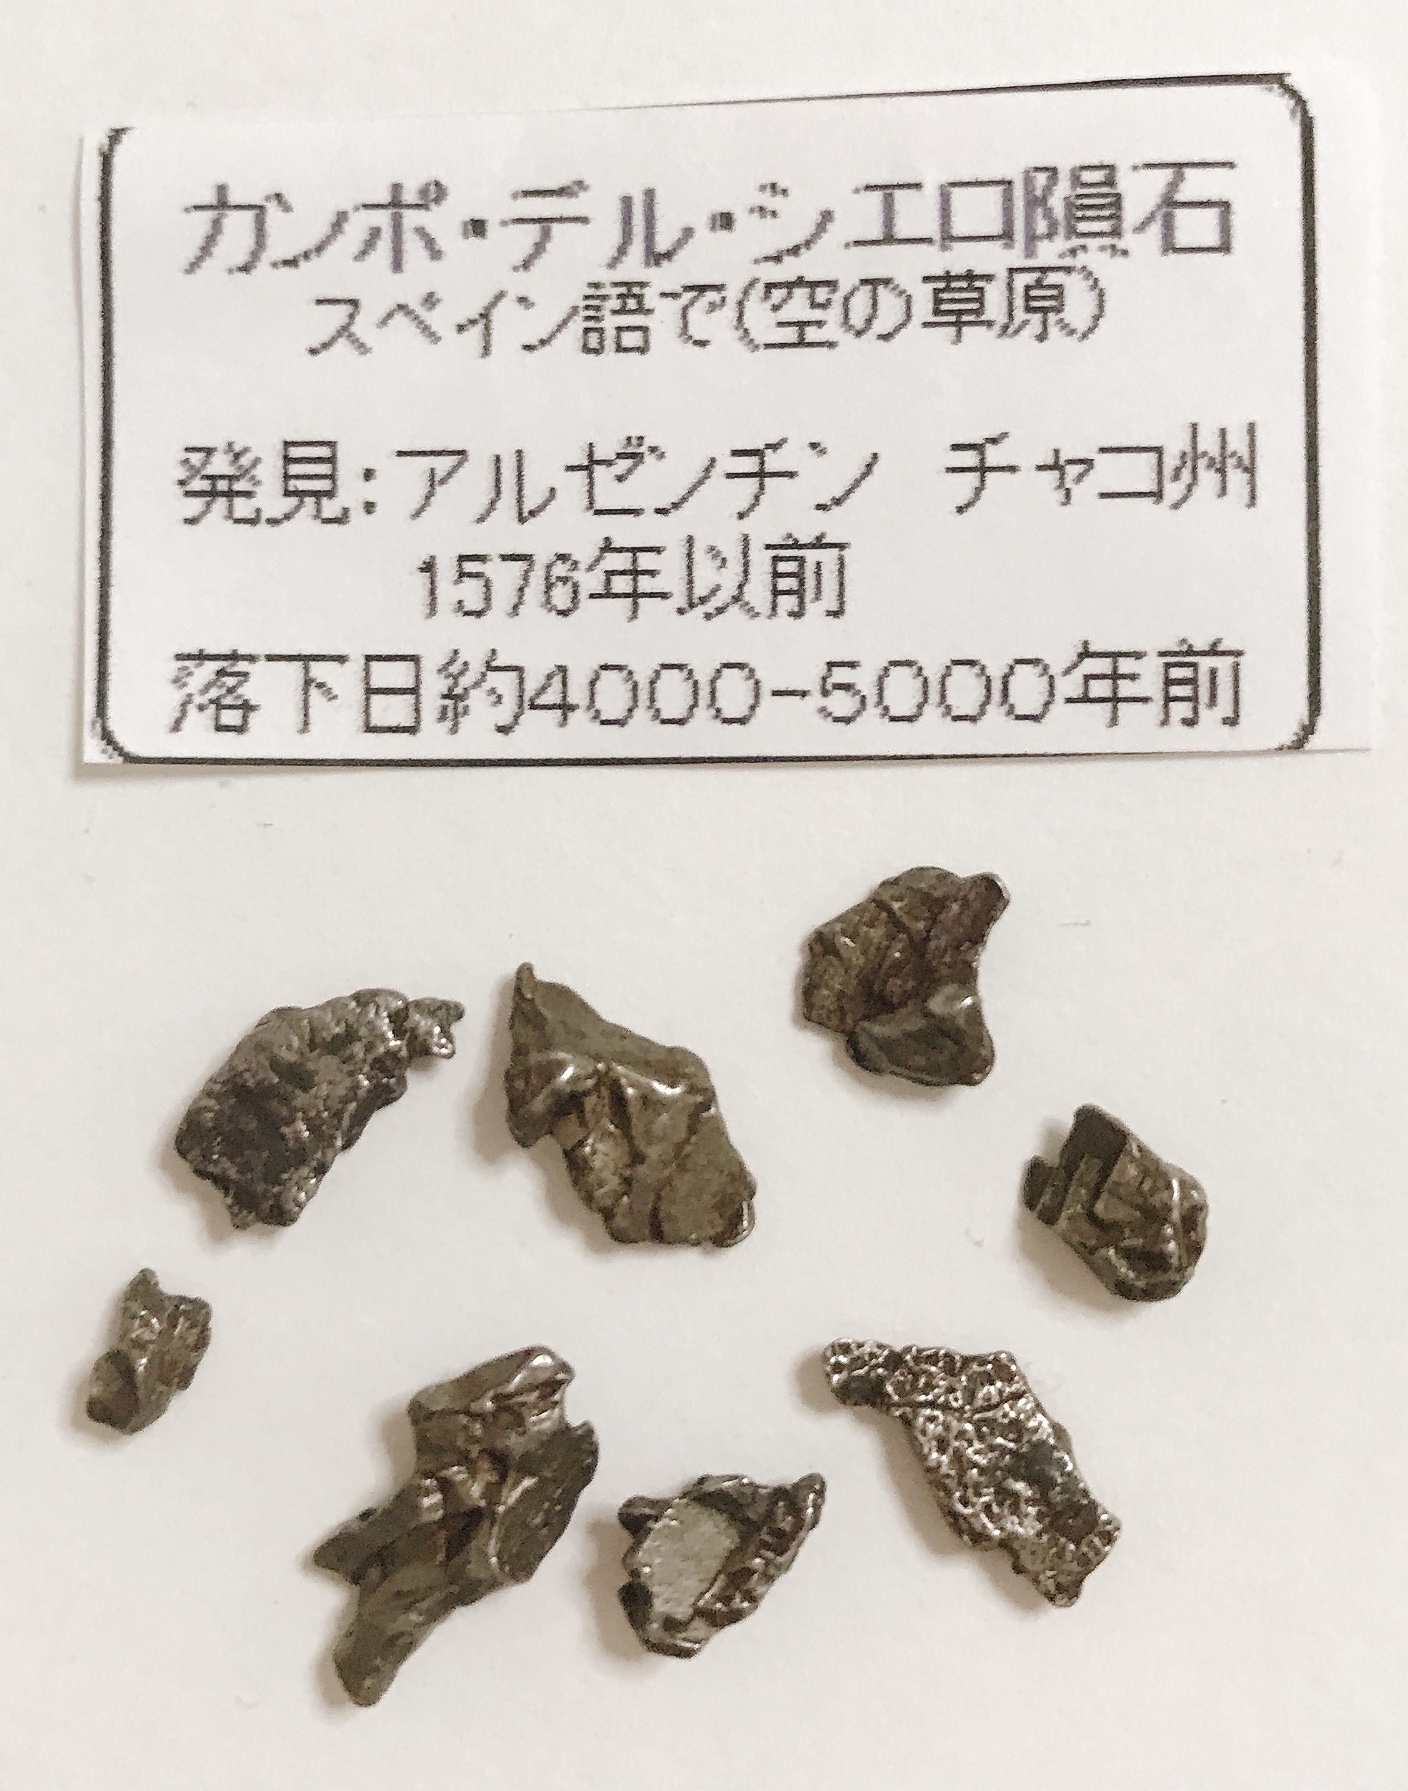 カンポ・デル・シエロ隕石
スペイン語で(空の草原)
発見:アルゼンチン チャコ州
1576年以前
落下日約4000-5000年前